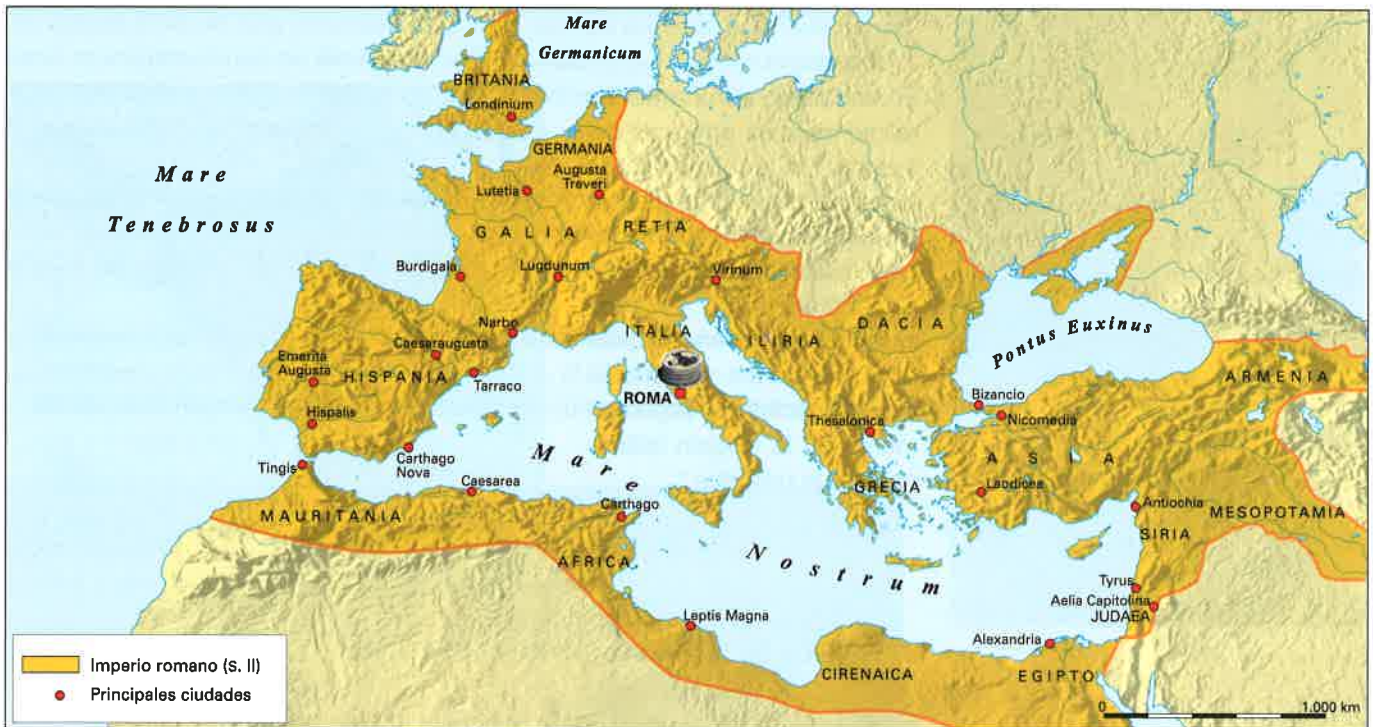 Mare
Germanicum
BRITANIA
Londinium
Mare
Tenebrosus
GERMANIA
Augusta
Treveri
Lutetia
GALIA
RETIA
Burdigala
Lugdunum
Virinum
Narbo
ITALIA
ILIRIA
DACIA
Pontus Euxinus
Caesaraugusta
Emerita
Augusta
HISPANIA
Tarraco
ROMA
ARMENIA
Bizancio
Nicomedia
Hispalis
Thesalonica
Carthago
Nova
Tingis
Mare
Nostrum
ASIA
Laodicea
GRECIA
Caesarea
Carthago
Antiochia
MESOPOTAMIA
MAURITANIA
SIRIA
AFRICA
Tyrus
Aelia Capitolina
JUDAEA
Leptis Magna
Alexandria
CIRENAICA
EGIPTO
Imperio romano (S. II)
Principales ciudades
0 1.000 km